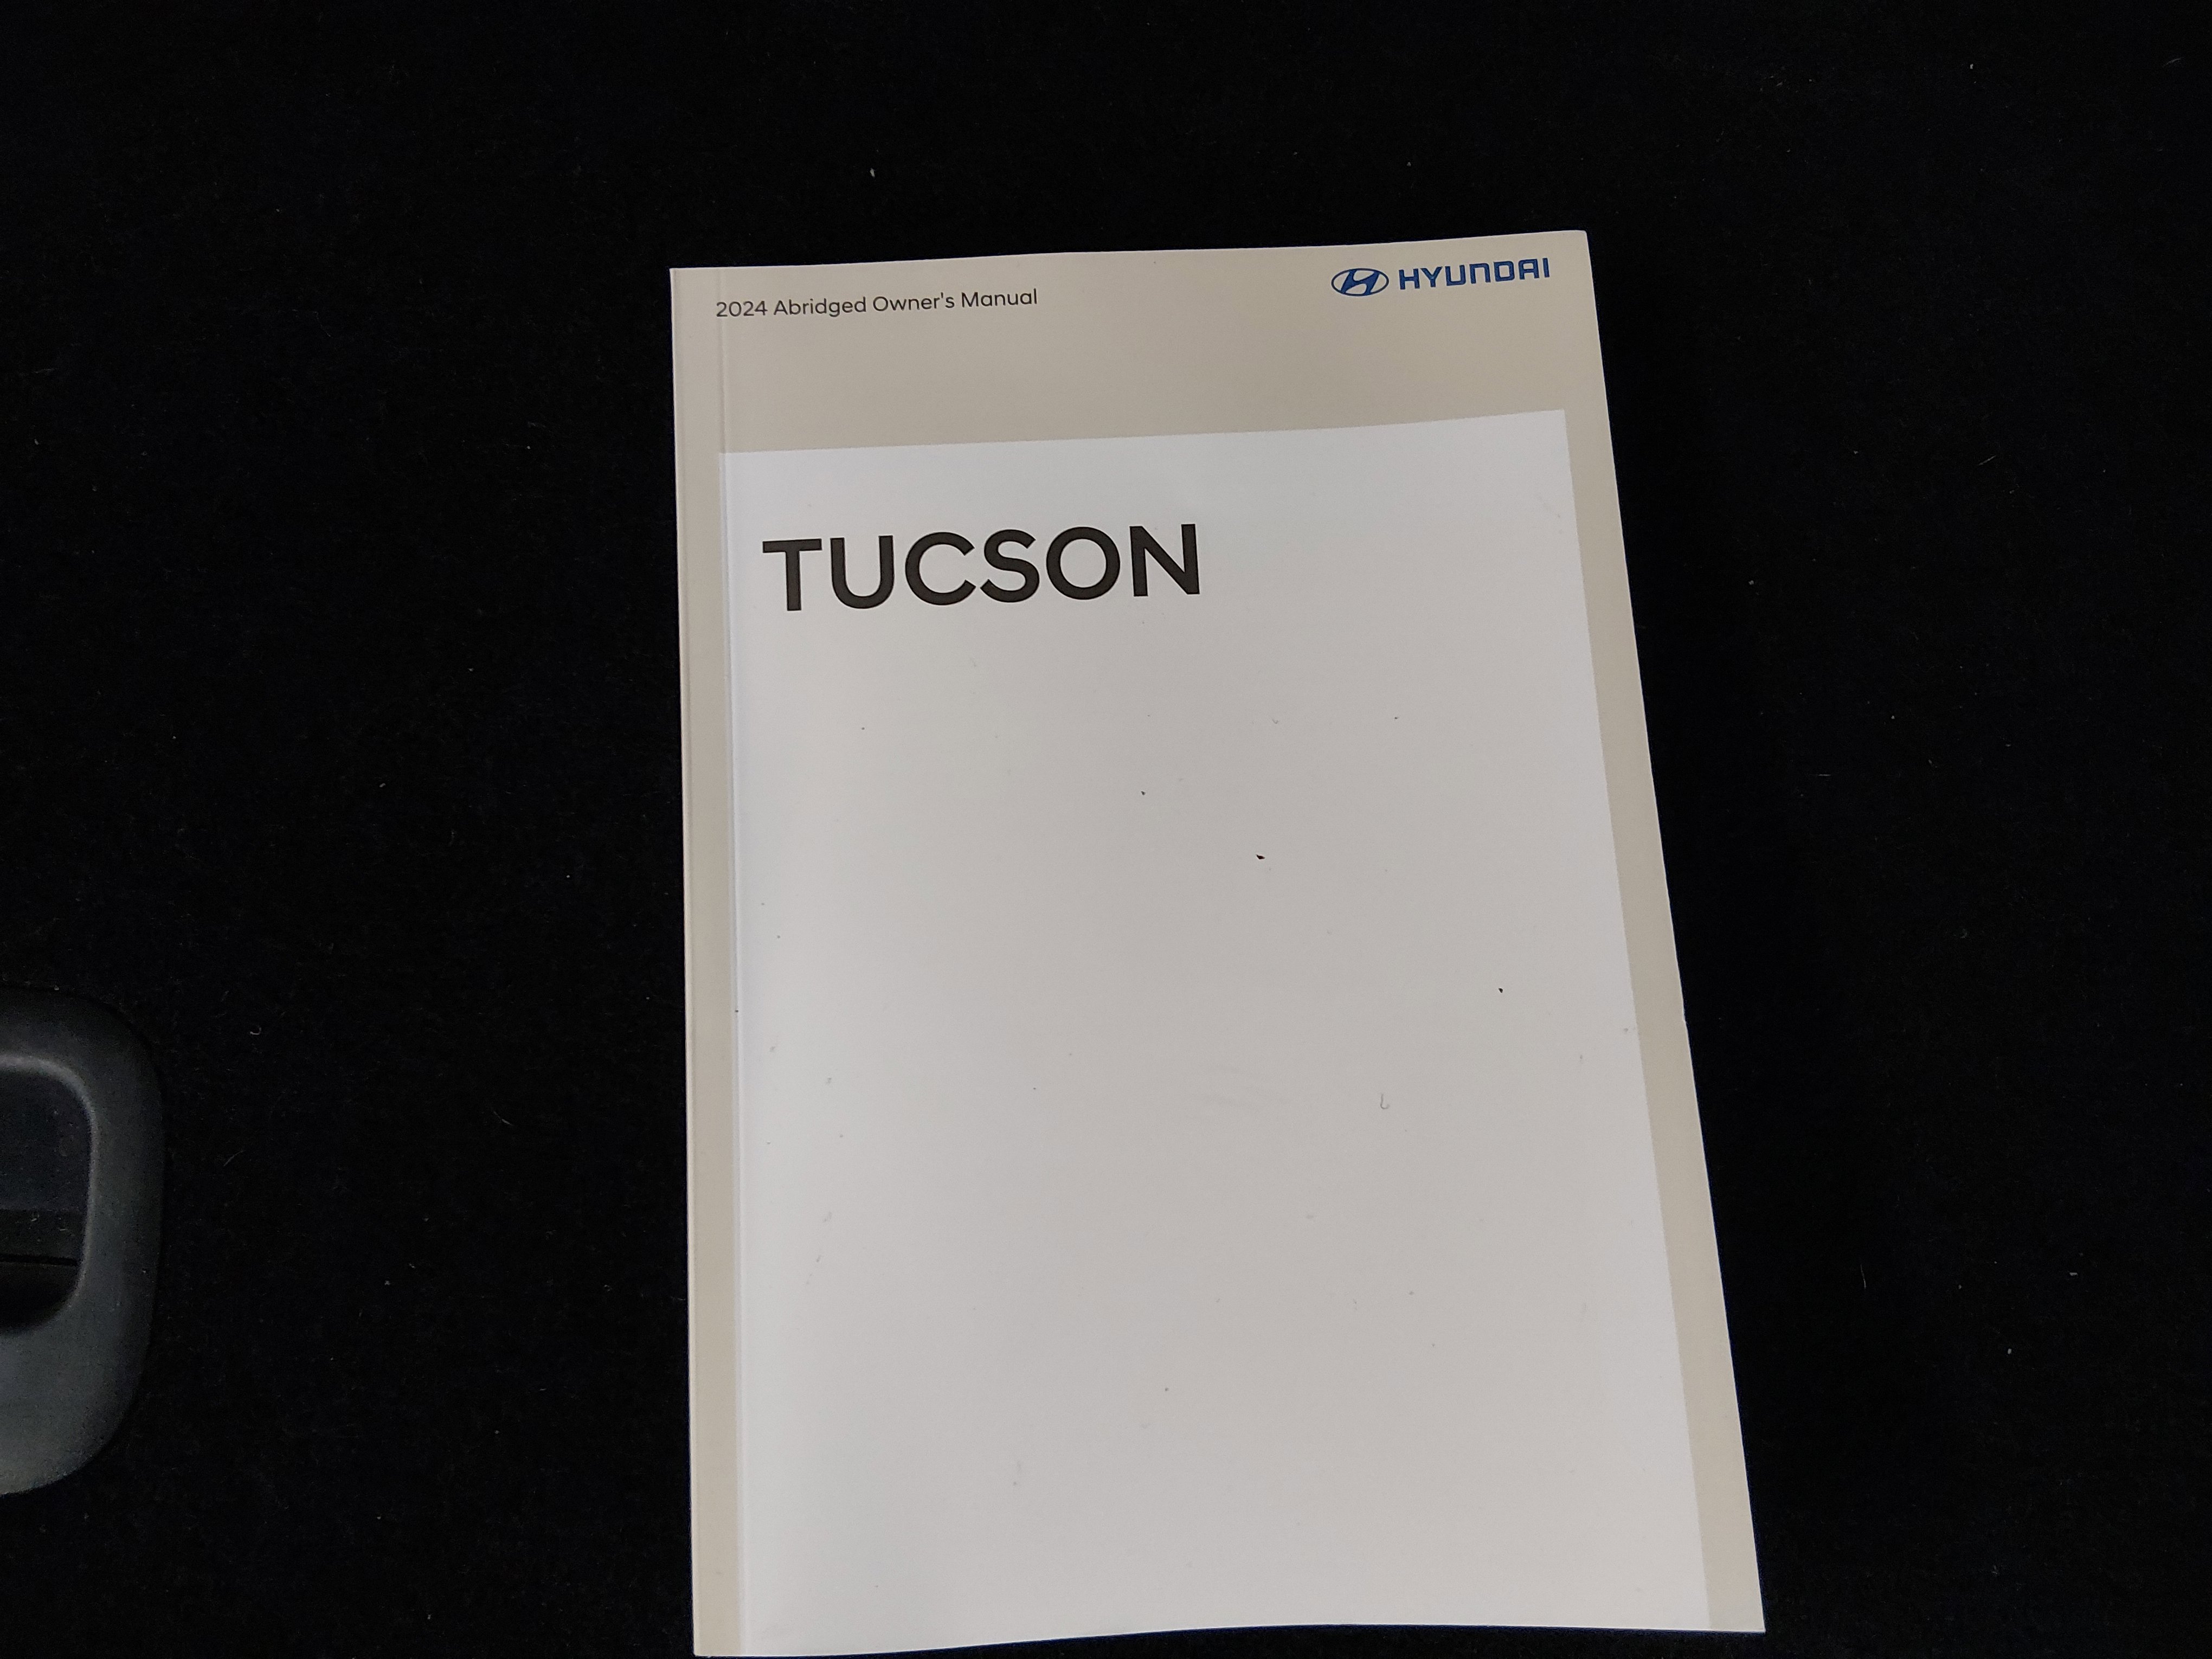 2024 Abridged Owner's Manual
HYUNDAI
TUCSON